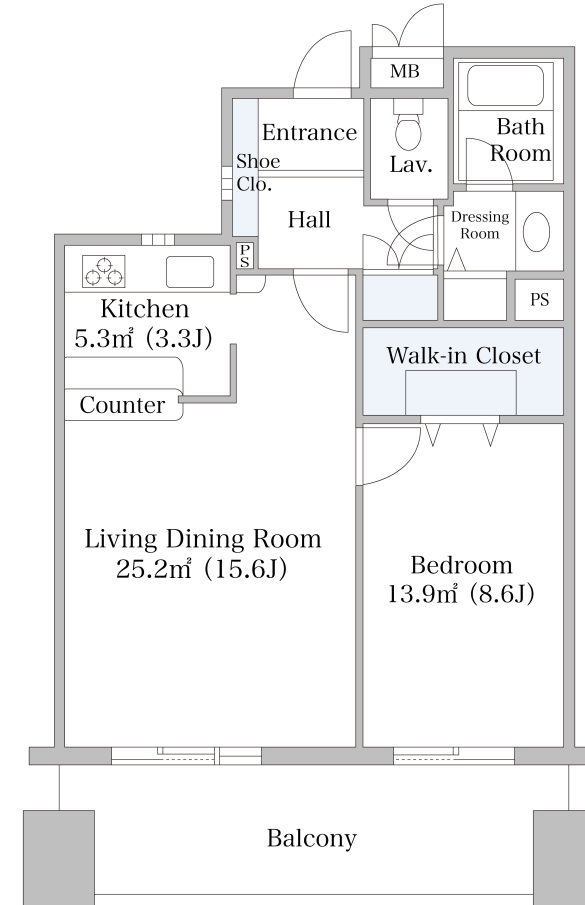 MB
Entrance
Bath
Room
Shoe
Clo.
Lav.
Hall
Dressing
Room
P
S
PS
Kitchen
5.3㎡ (3.3J)
Walk-in Closet
Counter
Living Dining Room
25.2㎡ (15.6J)
Bedroom
13.9㎡ (8.6J)
Balcony